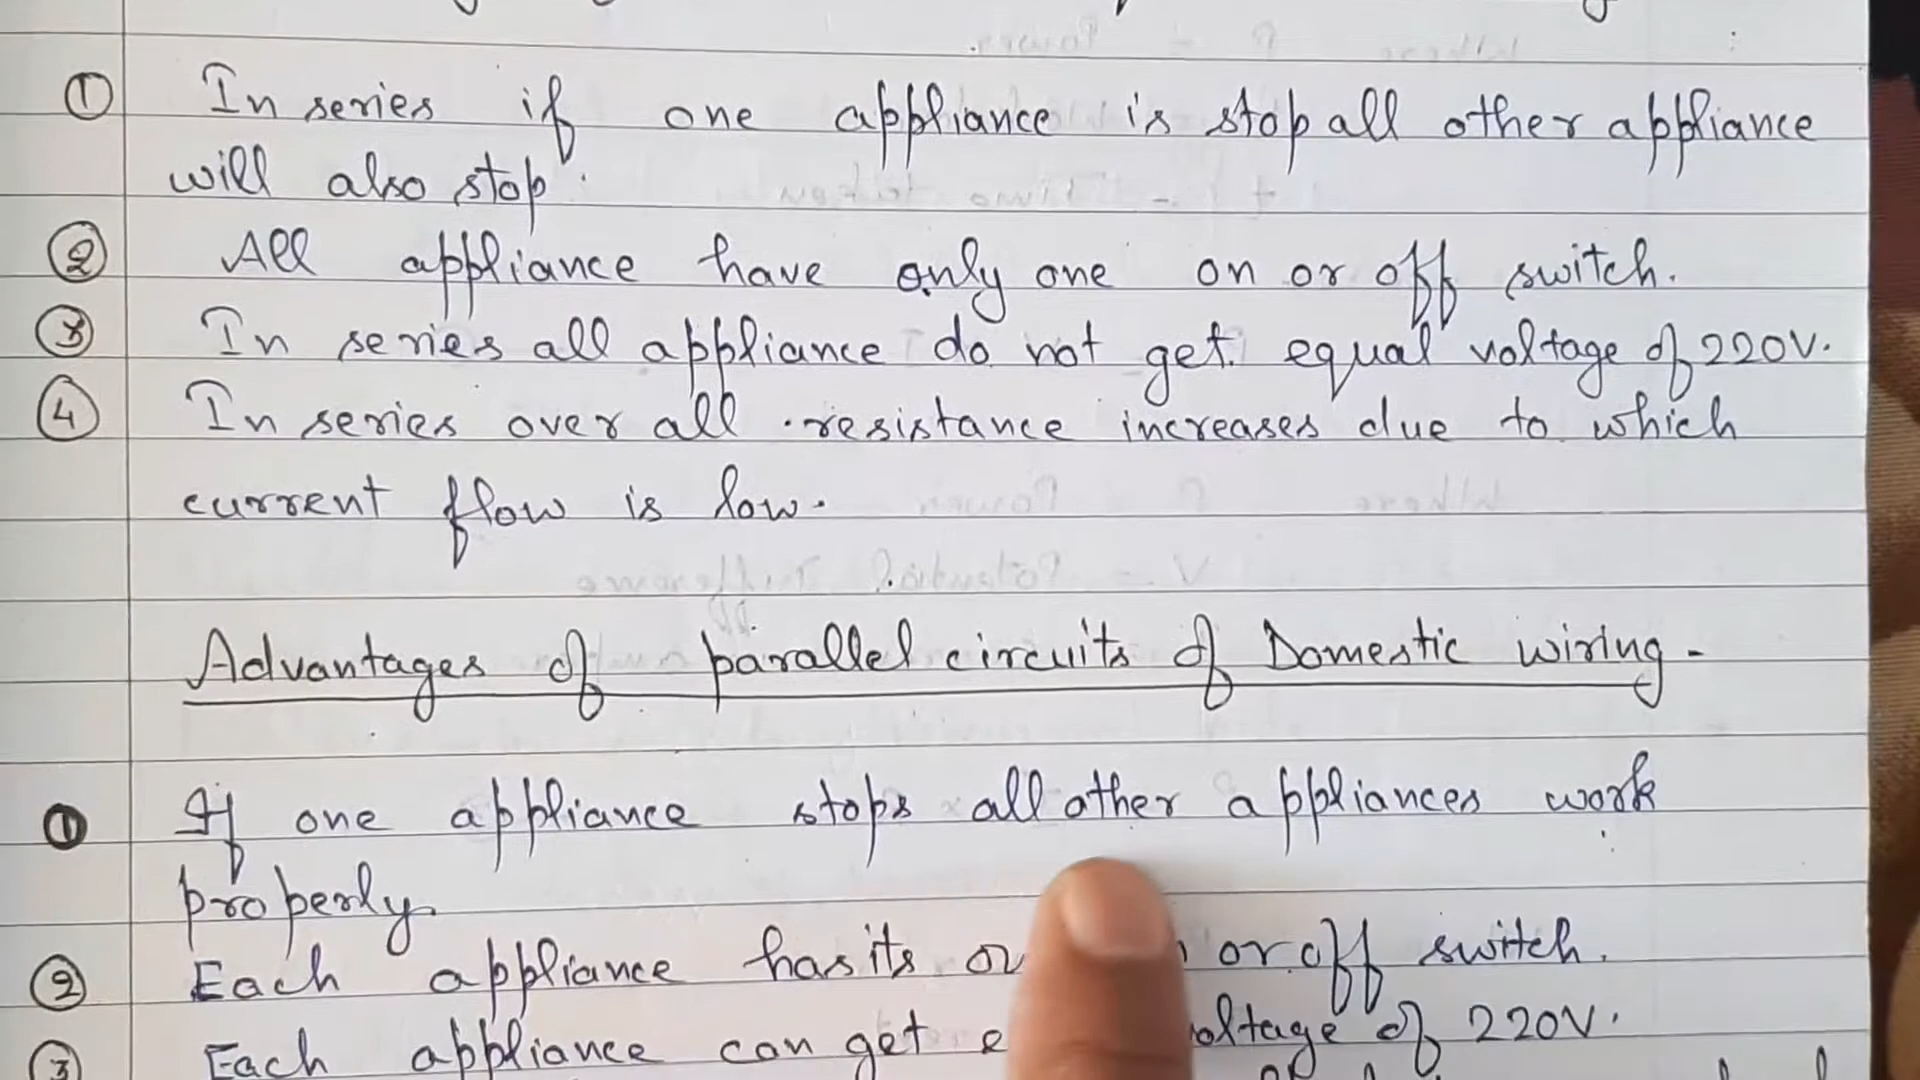 ① In series if one appliance is stop all other appliance
will also stop.
② All appliance have only one on or off switch.
③ In series all appliance do not get equal voltage of 220V.
④ In series over all resistance increases due to which
current flow is low.
Advantages of parallel circuits of Domestic wiring -
① If one appliance stops all other appliances work
properly.
② Each appliance has its or off switch.
③ Each appliance can get of 220V.